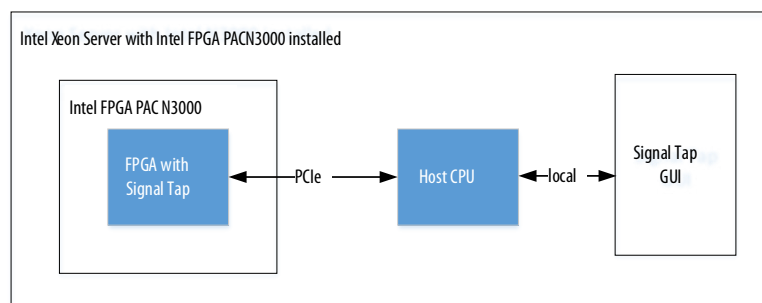 Intel Xeon Server with Intel FPGA PACN3000 installed
Intel FPGA PAC N3000
FPGA with
Signal Tap
PCIe
Host CPU
local
Signal Tap
GUI